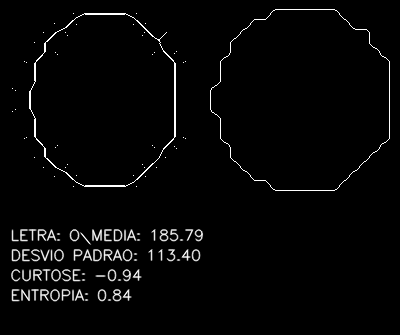 LETRA: O\MEDIA: 185.79
DESVIO PADRAO: 113.40
CURTOSE: -0.94
ENTROPIA: 0.84